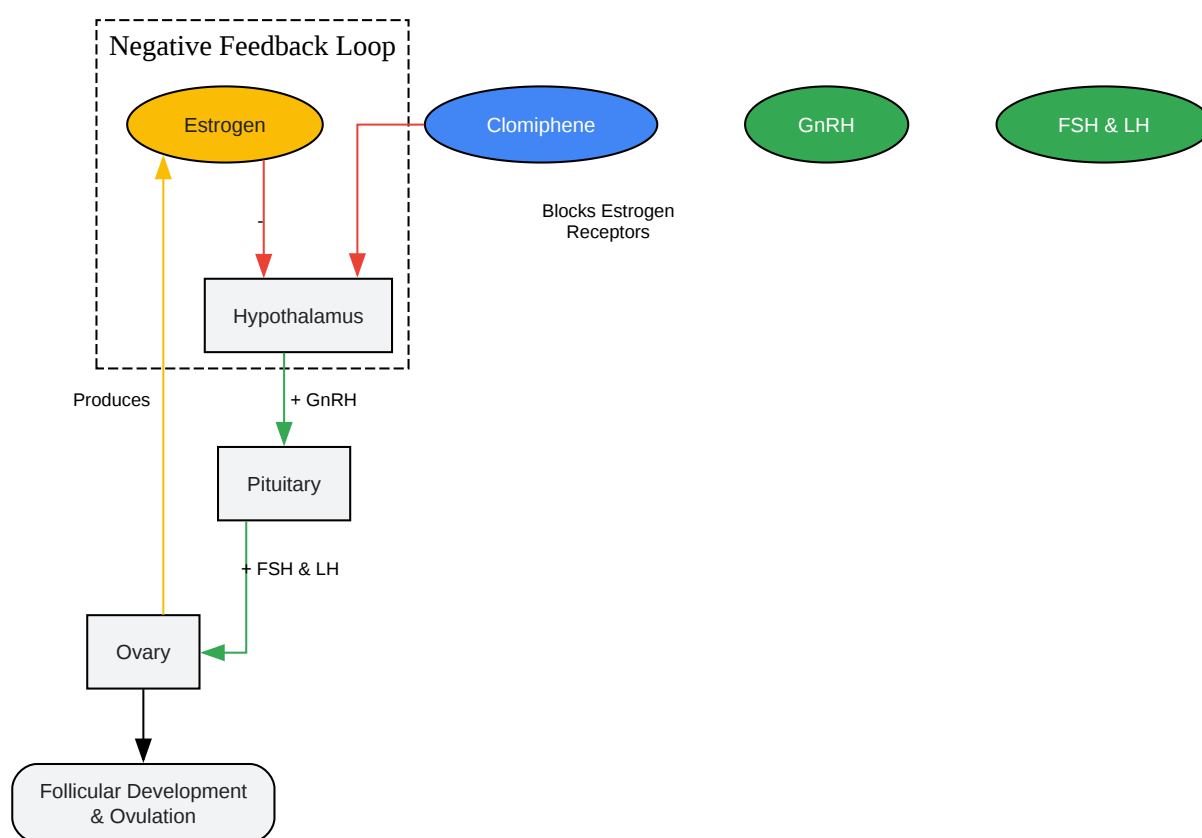 Negative Feedback Loop
Estrogen
Clomiphene
GnRH
FSH & LH
-
Blocks Estrogen
Receptors
Hypothalamus
Produces
+ GnRH
Pituitary
+ FSH & LH
Ovary
Follicular Development
& Ovulation